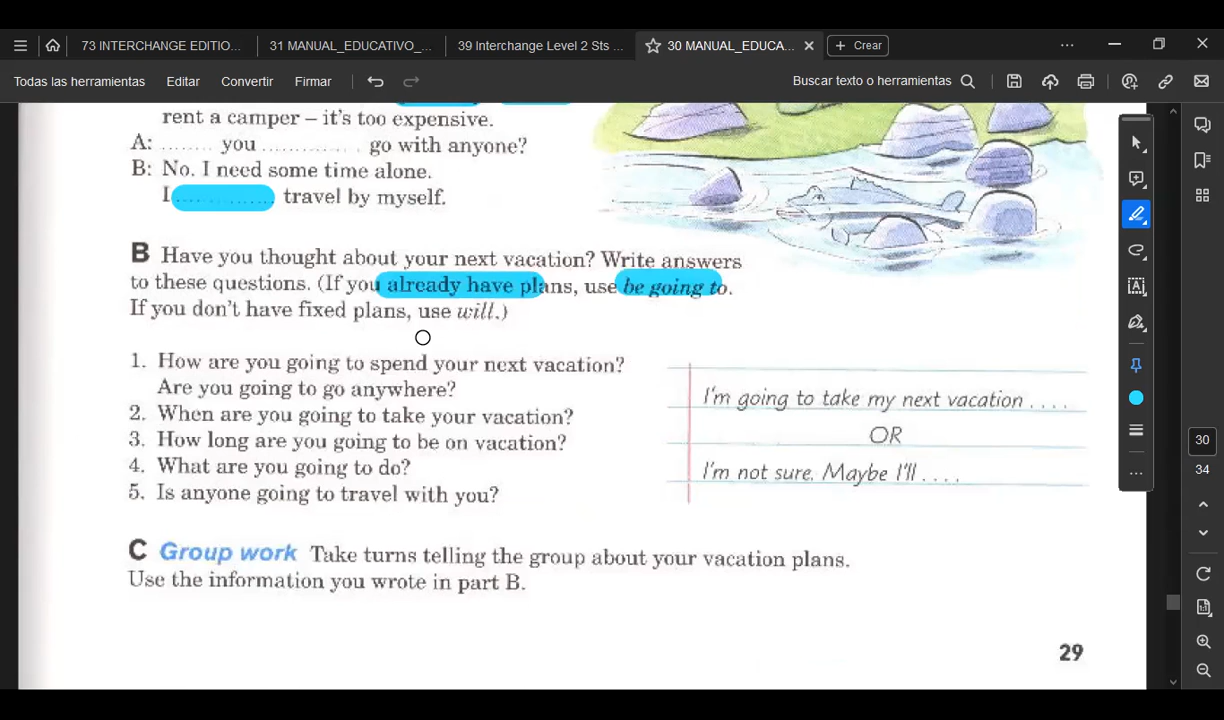 73 INTERCHANGE EDITIO...
31 MANUAL_EDUCATIVO_...
39 Interchange Level 2 Sts ...
30 MANUAL_EDUCA...
Crear
Todas las herramientas
Editar
Convertir
Firmar
Buscar texto o herramientas
rent a camper – it's too expensive.
A: ........ you ............. go with anyone?
B: No. I need some time alone.
I .... ........ travel by myself.
B Have you thought about your next vacation? Write answers
to these questions. (If you already have plans, use be going to.
If you don't have fixed plans, use will.)
1. How are you going to spend your next vacation?
Are you going to go anywhere?
2. When are you going to take your vacation?
3. How long are you going to be on vacation?
4. What are you going to do?
5. Is anyone going to travel with you?
I'm going to take my next vacation . . . .
OR
I'm not sure. Maybe I'll . . . .
C Group work Take turns telling the group about your vacation plans.
Use the information you wrote in part B.
29
30
34